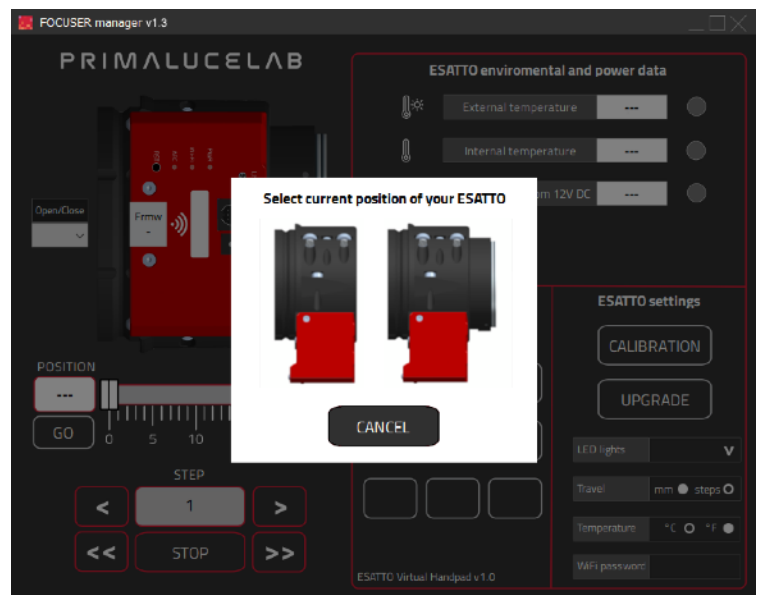 FOCUSER manager v1.3
PRIMALUCELAB
ESATTO enviromental and power data
External temperature ---
Internal temperature ---
12V DC ---
Open/Close
Frmw
-
Select current position of your ESATTO
CANCEL
POSITION
---
GO
0 5 10
STEP
< 1 >
<< STOP >>
ESATTO settings
CALIBRATION
UPGRADE
LED lights V
Travel mm steps
Temperature °C °F
WiFi password
ESATTO Virtual Handpad v1.0